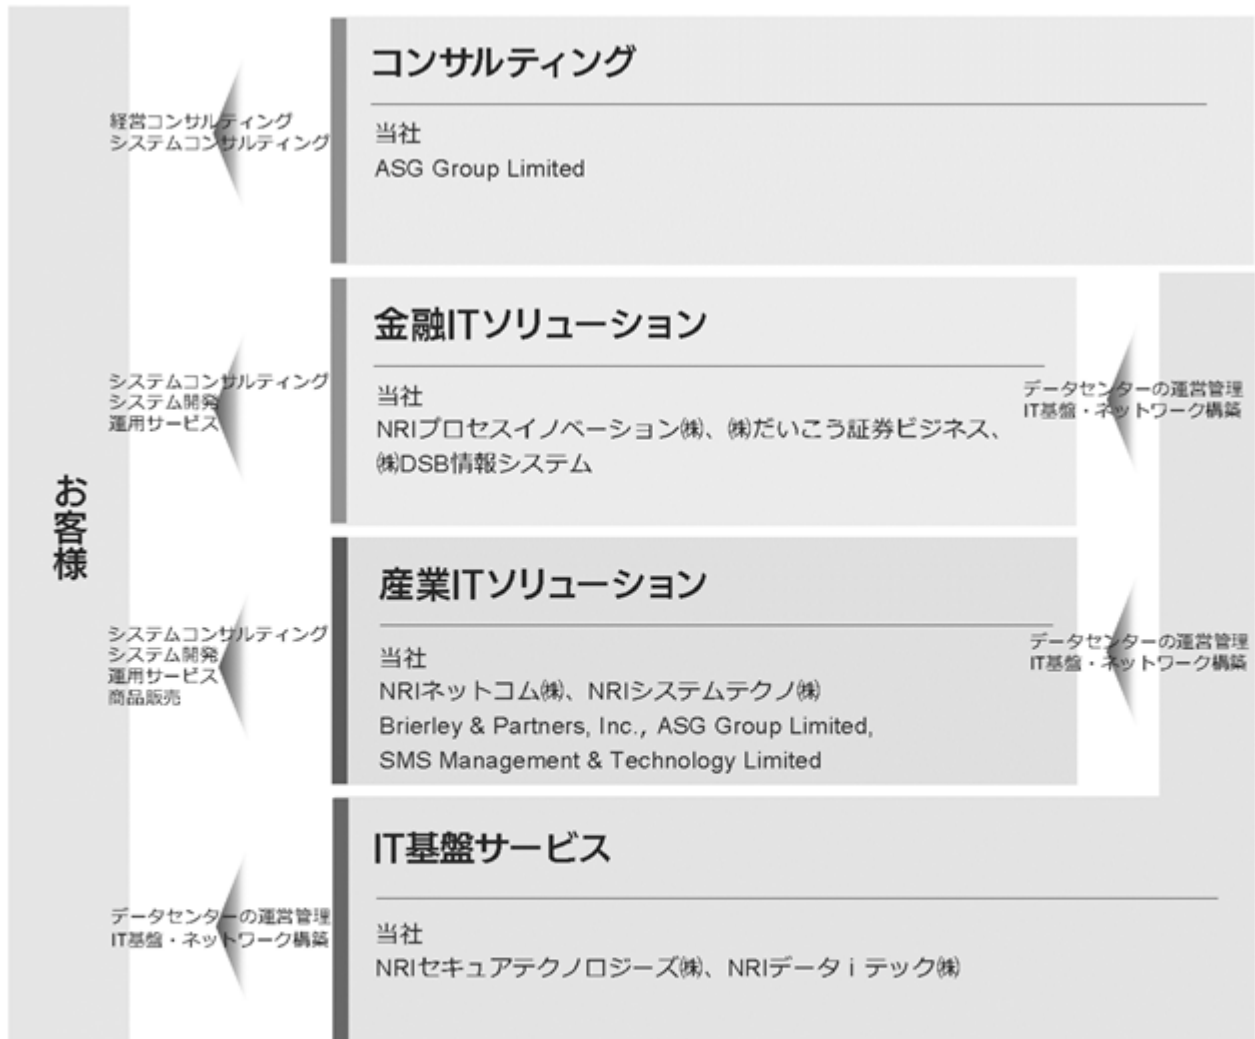 お客様
経営コンサルティング
システムコンサルティング
コンサルティング
当社
ASG Group Limited
システムコンサルティング
システム開発
運用サービス
金融ITソリューション
当社
NRIプロセスイノベーション㈱、㈱だいこう証券ビジネス、
㈱DSB情報システム
データセンターの運営管理
IT基盤・ネットワーク構築
システムコンサルティング
システム開発
運用サービス
商品販売
産業ITソリューション
当社
NRIネットコム㈱、NRIシステムテクノ㈱
Brierley & Partners, Inc., ASG Group Limited,
SMS Management & Technology Limited
データセンターの運営管理
IT基盤・ネットワーク構築
データセンターの運営管理
IT基盤・ネットワーク構築
IT基盤サービス
当社
NRIセキュアテクノロジーズ㈱、NRIデータｉテック㈱